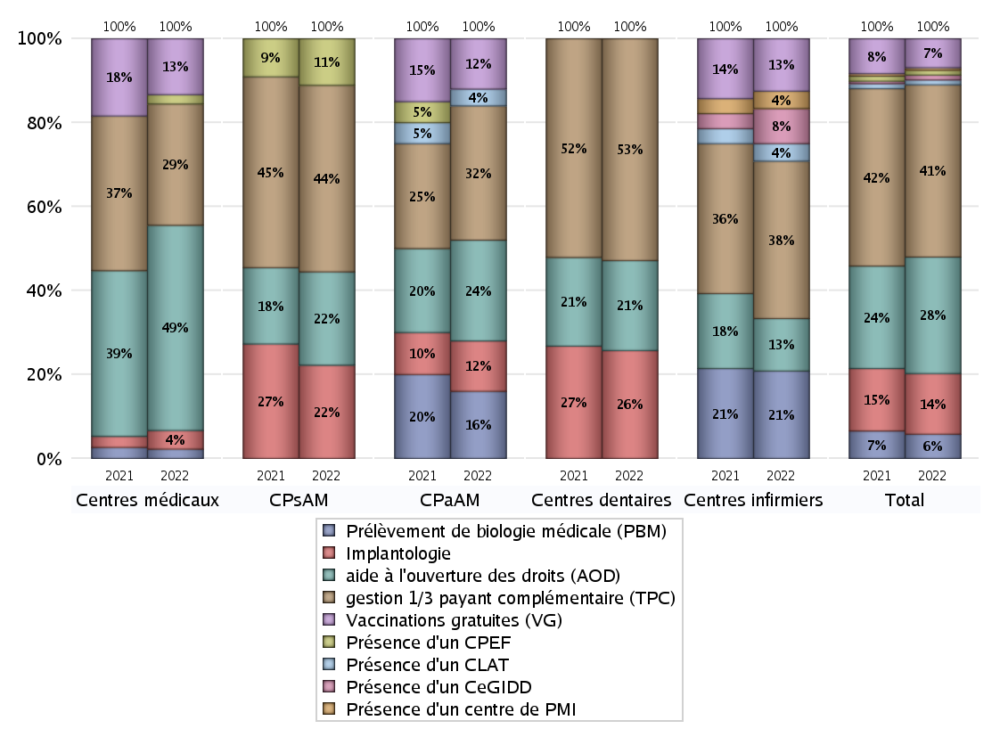 100% 100% 100% 100% 100% 100% 100% 100% 100% 100% 100% 100%
100%
18% 13% 9% 11% 15% 12% 14% 13% 8% 7%
4% 4%
80%
5% 5% 8% 4%
37% 29% 45% 44% 25% 32% 52% 53% 36% 38% 42% 41%
60%
40%
39% 49% 18% 22% 20% 24% 21% 21% 18% 13% 24% 28%
20%
4% 27% 22% 10% 12% 27% 26% 15% 14%
20% 16% 21% 21% 7% 6%
0%
2021 2022 2021 2022 2021 2022 2021 2022 2021 2022 2021 2022
Centres médicaux CPsAM CPaAM Centres dentaires Centres infirmiers Total
Prélèvement de biologie médicale (PBM)
Implantologie
aide à l'ouverture des droits (AOD)
gestion 1/3 payant complémentaire (TPC)
Vaccinations gratuites (VG)
Présence d'un CPEF
Présence d'un CLAT
Présence d'un CeGIDD
Présence d'un centre de PMI